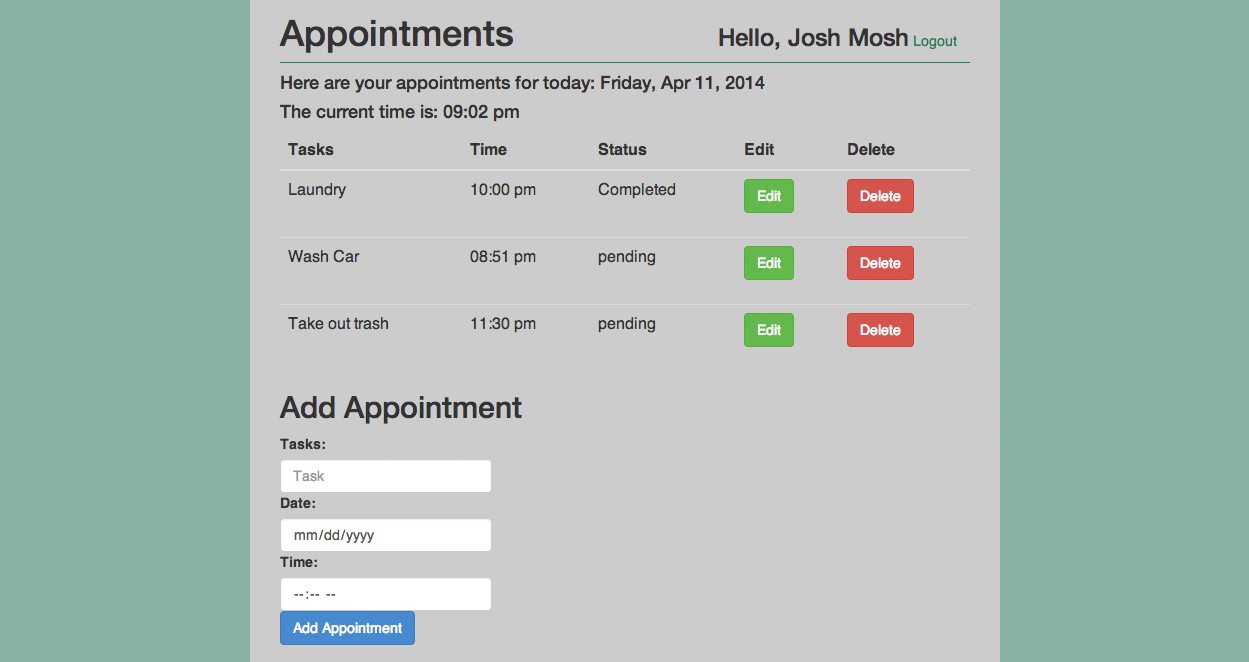 Appointments
Hello, Josh Mosh Logout
Here are your appointments for today: Friday, Apr 11, 2014
The current time is: 09:02 pm
Tasks Time Status Edit Delete
Laundry 10:00 pm Completed Edit Delete
Wash Car 08:51 pm pending Edit Delete
Take out trash 11:30 pm pending Edit Delete
Add Appointment
Tasks:
Task
Date:
mm/dd/yyyy
Time:
--:-- --
Add Appointment